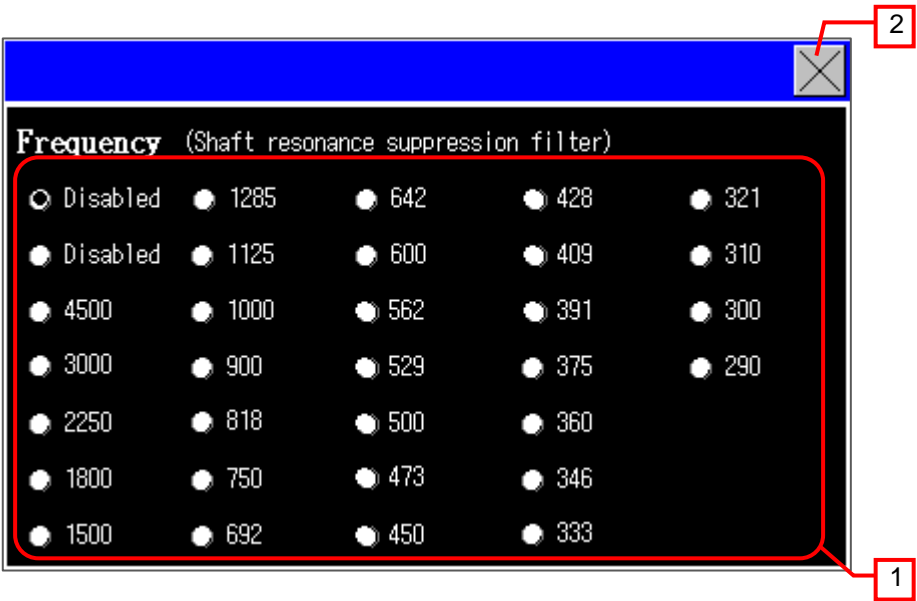 2
Frequency (Shaft resonance suppression filter)
Disabled 1285 642 428 321
Disabled 1125 600 409 310
4500 1000 562 391 300
3000 900 529 375 290
2250 818 500 360
1800 750 473 346
1500 692 450 333
1